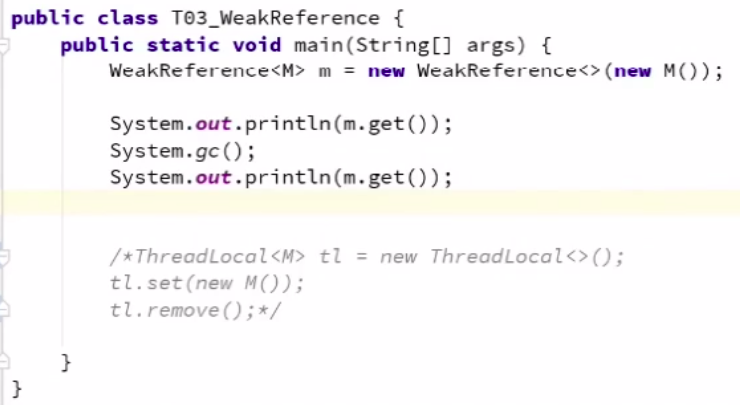 public class T03_WeakReference {
public static void main(String[] args) {
WeakReference<M> m = new WeakReference<>(new M());
System.out.println(m.get());
System.gc();
System.out.println(m.get());
/*ThreadLocal<M> tl = new ThreadLocal<>();
tl.set(new M());
tl.remove();*/
}
}